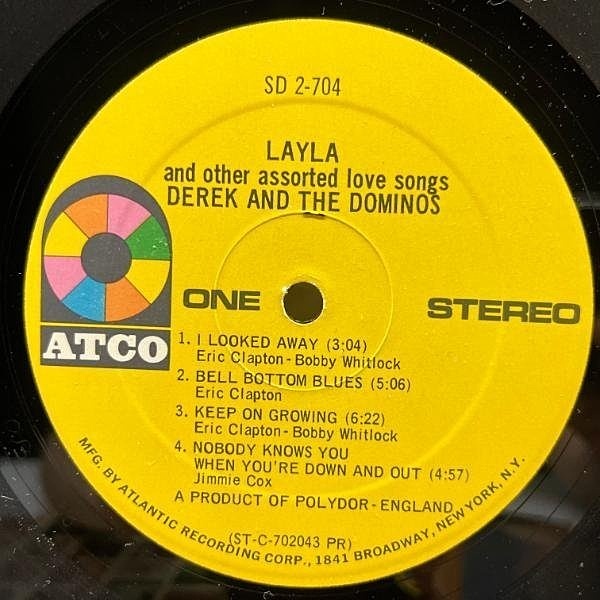 SD 2-704
LAYLA
and other assorted love songs
DEREK AND THE DOMINOS
ATCO
ONE
STEREO
1. I LOOKED AWAY (3:04)
Eric Clapton-Bobby Whitlock
2. BELL BOTTOM BLUES (5:06)
Eric Clapton
3. KEEP ON GROWING (6:22)
Eric Clapton-Bobby Whitlock
4. NOBODY KNOWS YOU
WHEN YOU'RE DOWN AND OUT (4:57)
Jimmie Cox
A PRODUCT OF POLYDOR-ENGLAND
(ST-C-702043 PR)
MFG. BY ATLANTIC RECORDING CORP., 1841 BROADWAY, NEW YORK, N.Y.